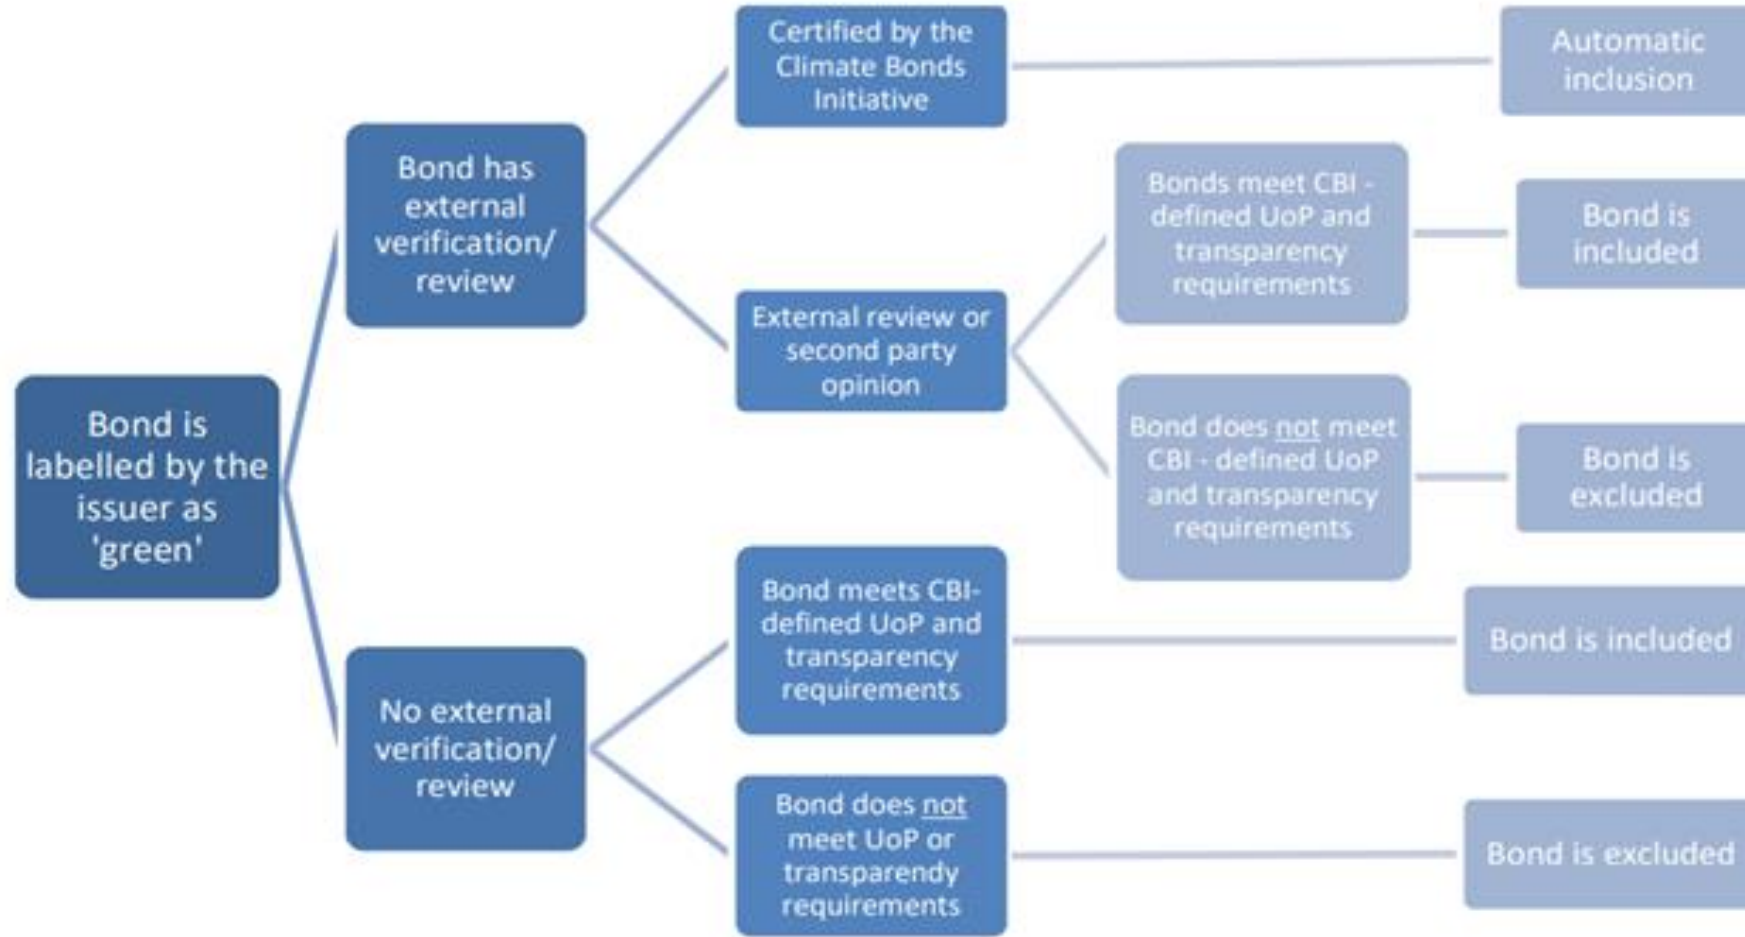 Bond is
labelled by the
issuer as
'green'
Bond has
external
verification/
review
Certified by the
Climate Bonds
Initiative
Automatic
inclusion
External review or
second party
opinion
Bonds meet CBI -
defined UoP and
transparency
requirements
Bond is
included
Bond does not meet
CBI - defined UoP
and transparency
requirements
Bond is
excluded
No external
verification/
review
Bond meets CBI-
defined UoP and
transparency
requirements
Bond is included
Bond does not
meet UoP or
transparendy
requirements
Bond is excluded